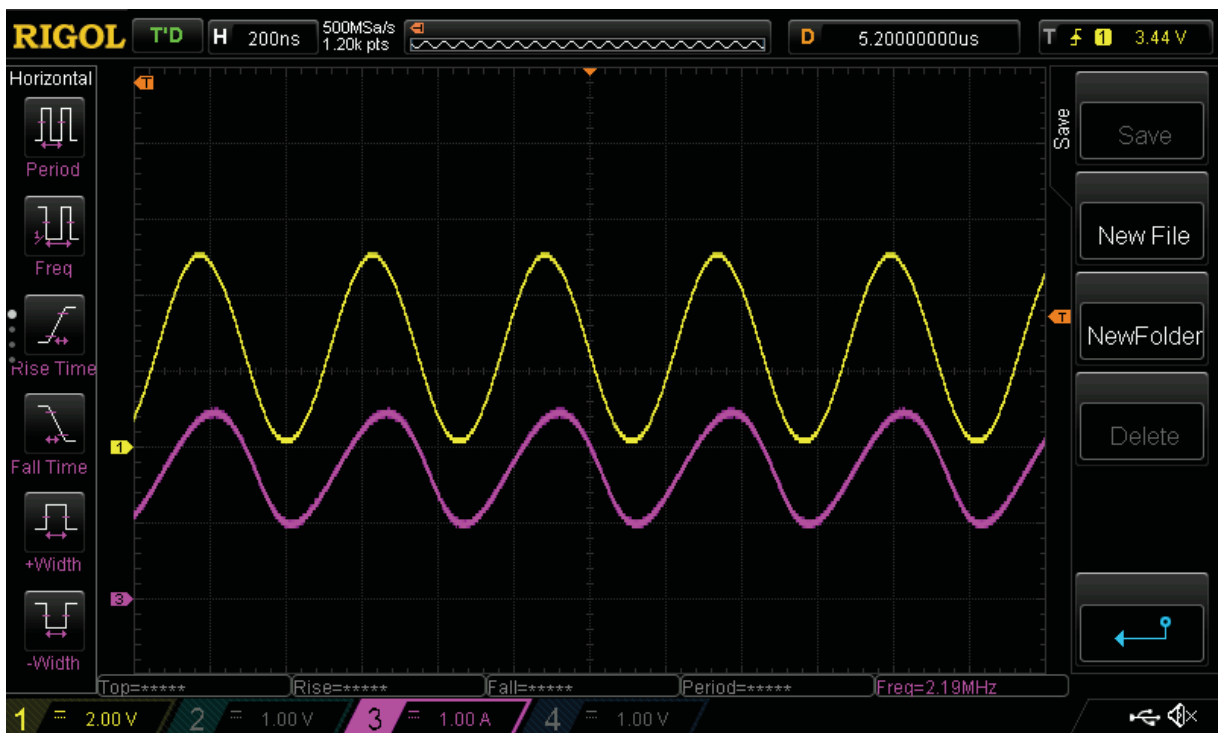 RIGOL T'D H 200ns 500MSa/s 1.20k pts D 5.20000000us T 1 3.44 V
Horizontal
Period
Freq
Rise Time
Fall Time
+Width
-Width
T
T
1
3
Save
Save
New File
NewFolder
Delete
Top=***** Rise=***** Fall=***** Period=***** Freq=2.19MHz
1 2.00 V 2 1.00 V 3 1.00 A 4 1.00 V